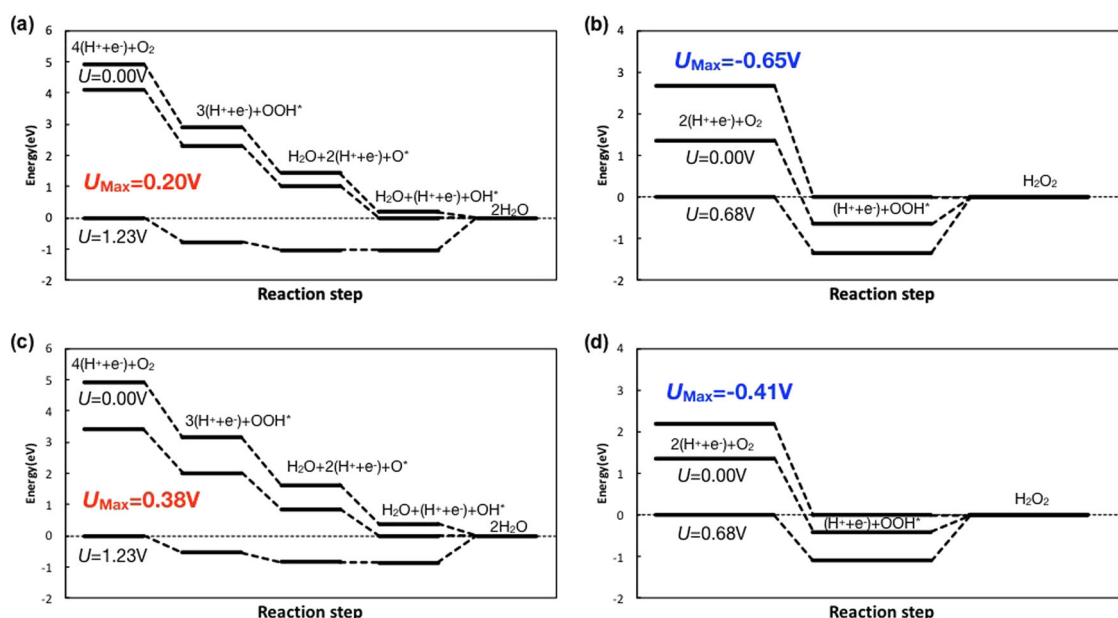 (a)
6
5
4
3
2
1
0
-1
-2
Energy(eV)
4(H++e-)+O2
U=0.00V
3(H++e-)+OOH*
H2O+2(H++e-)+O*
UMax=0.20V
H2O+(H++e-)+OH*
2H2O
U=1.23V
Reaction step
(b)
4
3
2
1
0
-1
-2
Energy(eV)
UMax=-0.65V
2(H++e-)+O2
U=0.00V
H2O2
(H++e-)+OOH*
U=0.68V
Reaction step
(c)
6
5
4
3
2
1
0
-1
-2
Energy(eV)
4(H++e-)+O2
U=0.00V
3(H++e-)+OOH*
H2O+2(H++e-)+O*
UMax=0.38V
H2O+(H++e-)+OH*
2H2O
U=1.23V
Reaction step
(d)
4
3
2
1
0
-1
-2
Energy(eV)
UMax=-0.41V
2(H++e-)+O2
U=0.00V
H2O2
(H++e-)+OOH*
U=0.68V
Reaction step